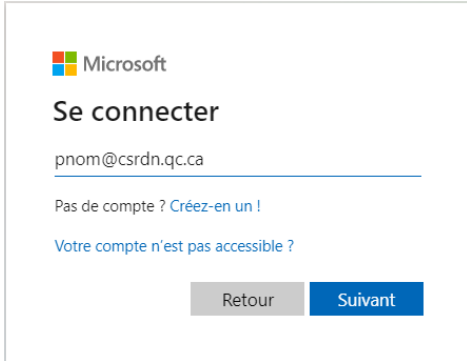 Microsoft
Se connecter
pnom@csrdn.qc.ca
Pas de compte ? Créez-en un !
Votre compte n’est pas accessible ?
Retour Suivant